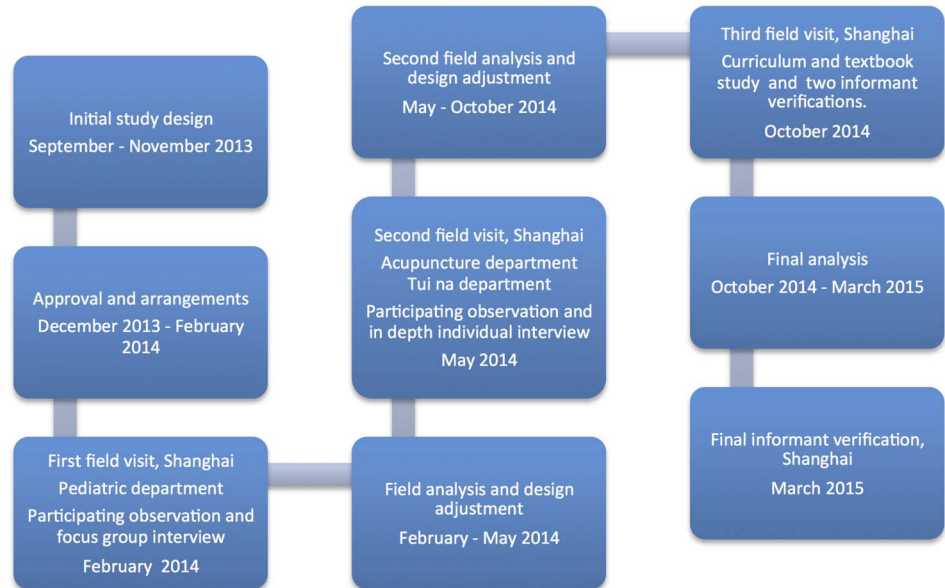 Initial study design
September - November 2013
Approval and arrangements
December 2013 - February
2014
First field visit, Shanghai
Pediatric department
Participating observation and
focus group interview
February 2014
Field analysis and design
adjustment
February - May 2014
Second field visit, Shanghai
Acupuncture department
Tui na department
Participating observation and
in depth individual interview
May 2014
Second field analysis and
design adjustment
May - October 2014
Third field visit, Shanghai
Curriculum and textbook
study and two informant
verifications.
October 2014
Final analysis
October 2014 - March 2015
Final informant verification,
Shanghai
March 2015